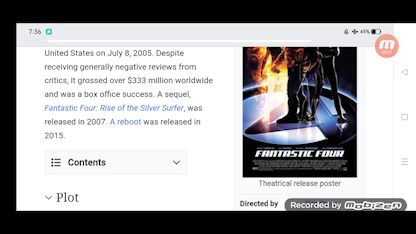 7:36
45%
United States on July 8, 2005. Despite
receiving generally negative reviews from
critics, it grossed over $333 million worldwide
and was a box office success. A sequel,
Fantastic Four: Rise of the Silver Surfer, was
released in 2007. A reboot was released in
2015.
Contents
Plot
FANTASTIC FOUR
Theatrical release poster
Directed by
Recorded by
MOBIZEN